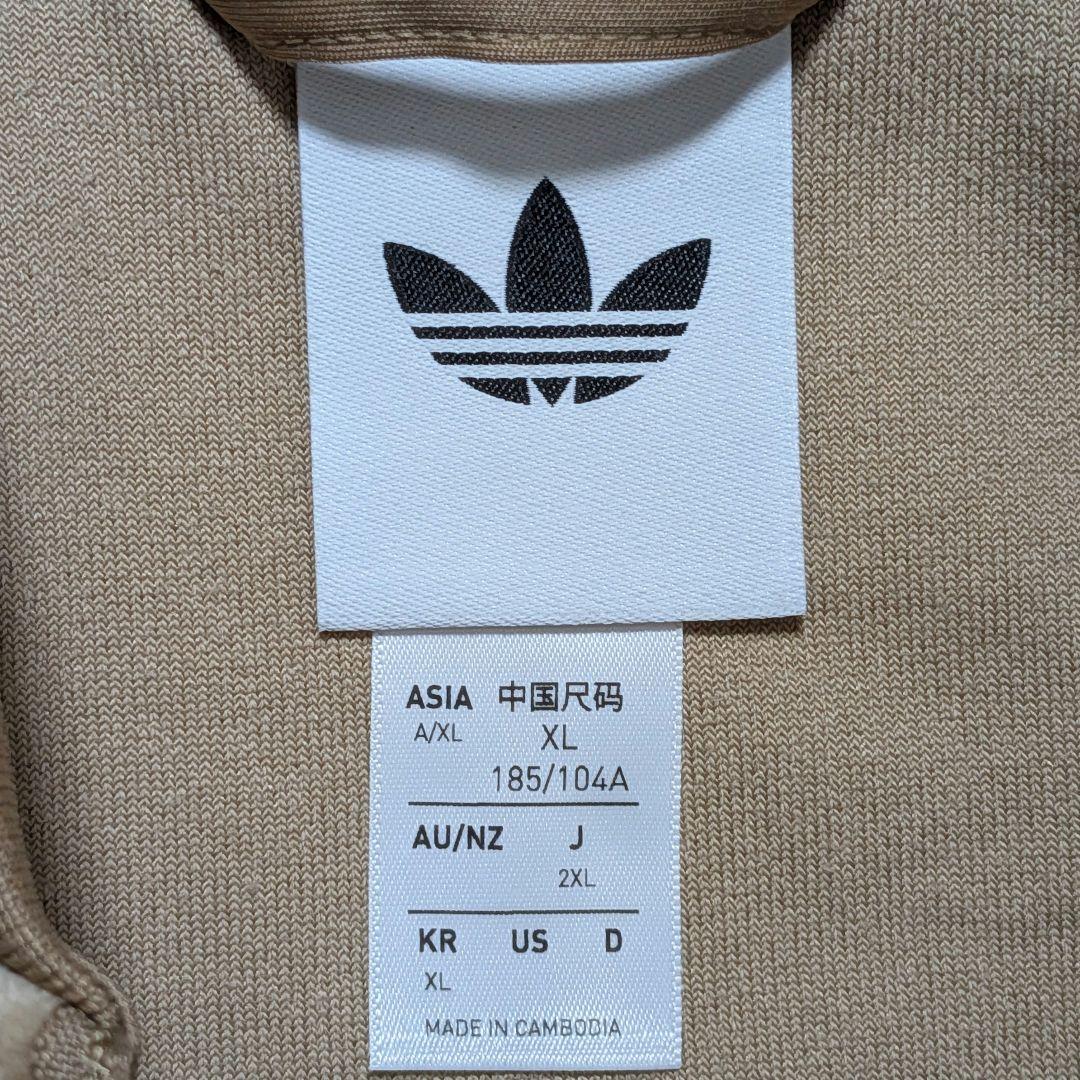 ASIA 中国尺码
A/XL XL
185/104A
AU/NZ J
2XL
KR US D
XL
MADE IN CAMBODIA